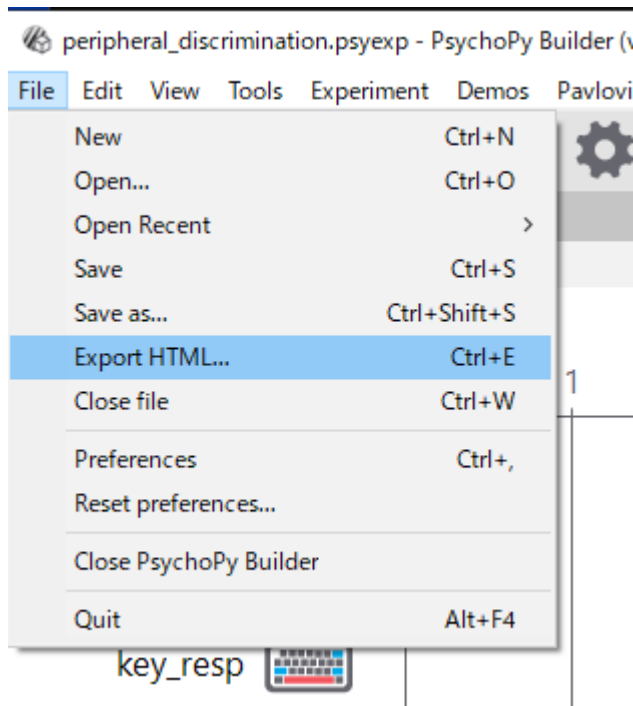 peripheral_discrimination.psyexp - PsychoPy Builder (v
File Edit View Tools Experiment Demos Pavlovi
New Ctrl+N
Open... Ctrl+O
Open Recent >
Save Ctrl+S
Save as... Ctrl+Shift+S
Export HTML... Ctrl+E
1
Close file Ctrl+W
Preferences Ctrl+,
Reset preferences...
Close PsychoPy Builder
Quit Alt+F4
key_resp